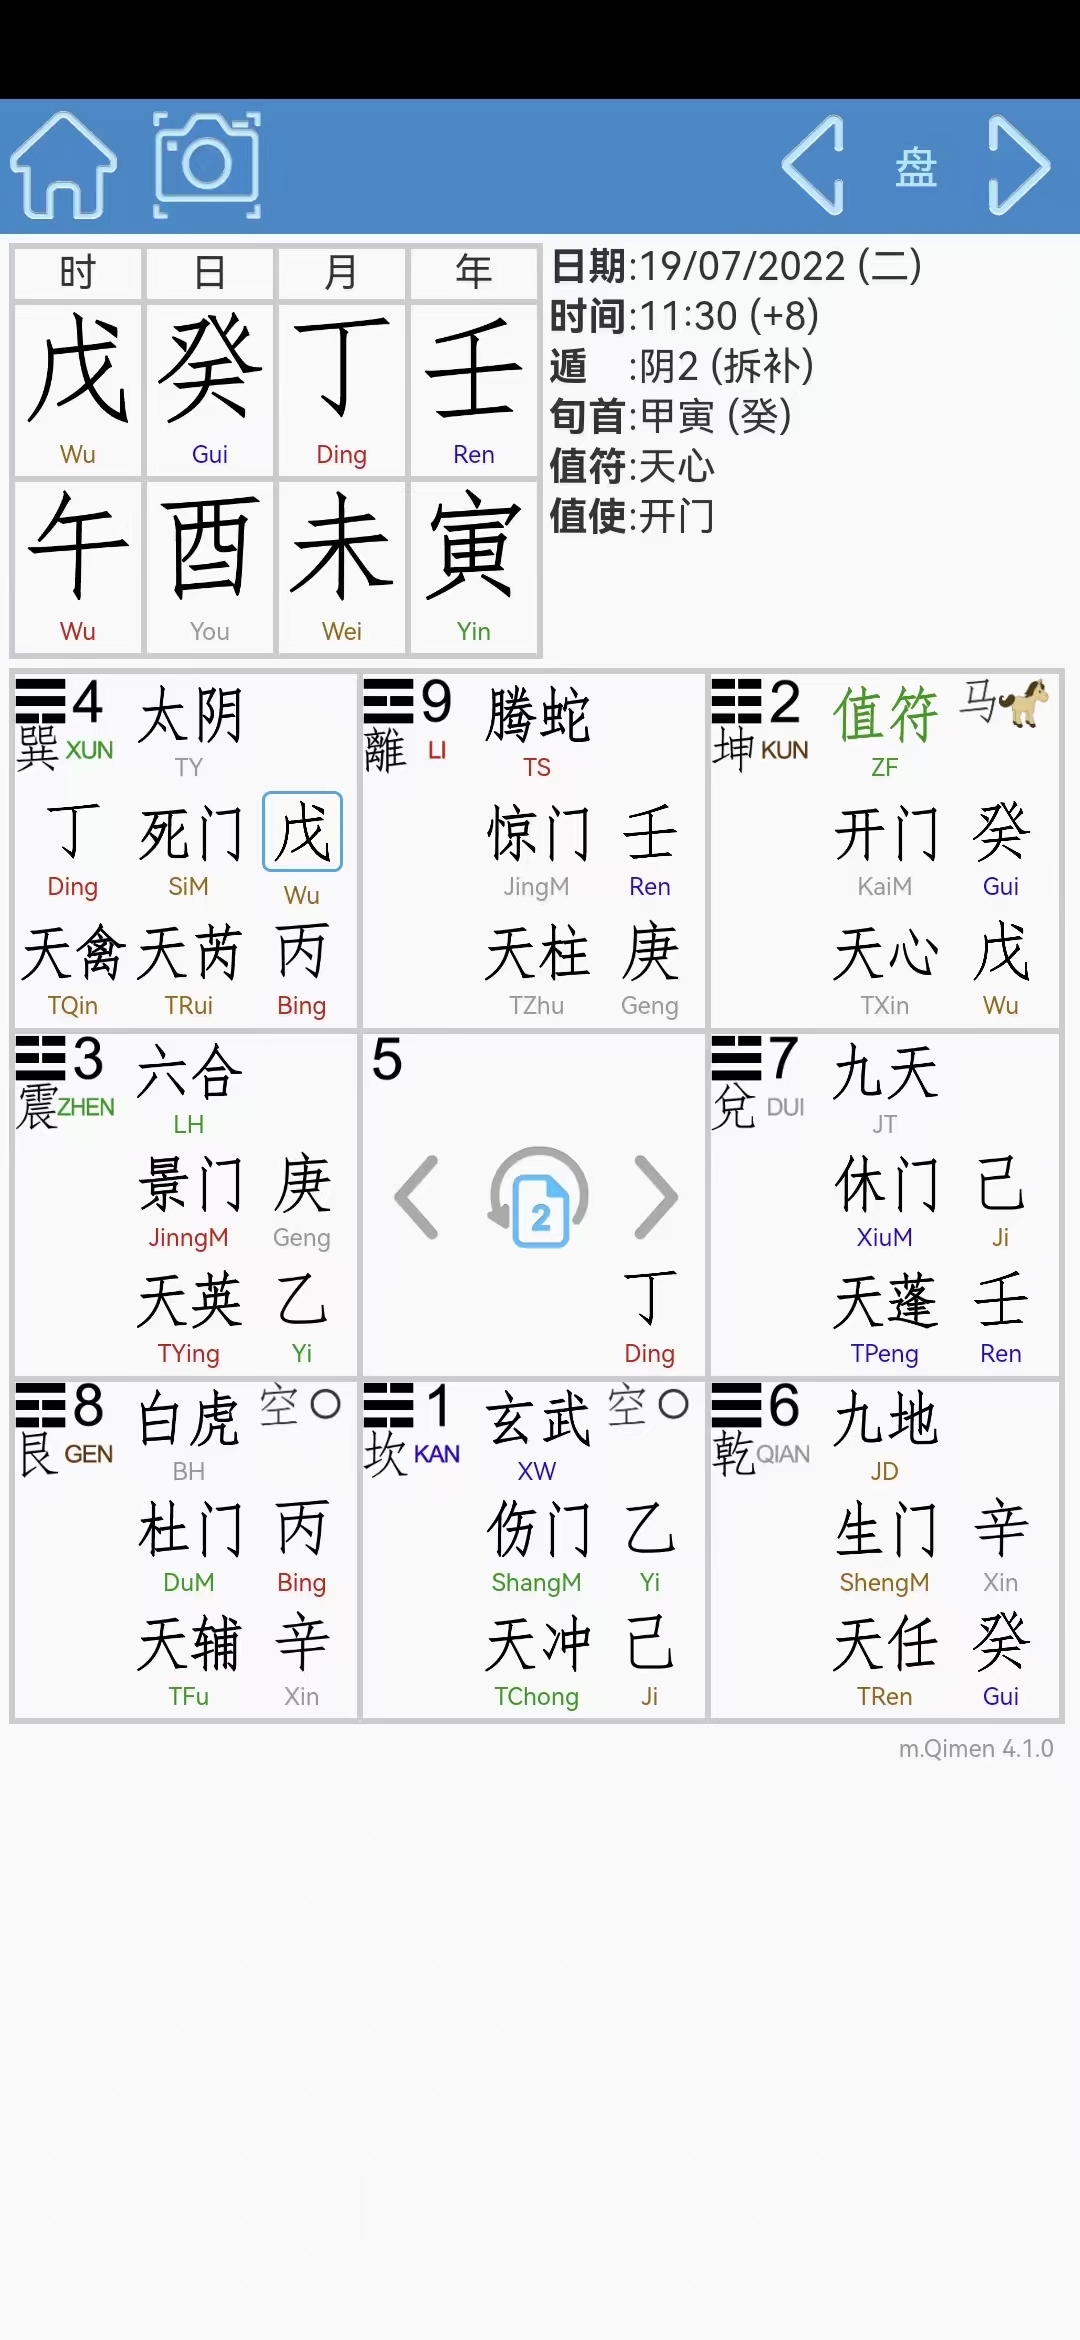 盘
时 日 月 年
戊 癸 丁 壬
Wu Gui Ding Ren
午 酉 未 寅
Wu You Wei Yin
日期:19/07/2022 (二)
时间:11:30 (+8)
遁 :阴2 (拆补)
旬首:甲寅 (癸)
值符:天心
值使:开门
4 太阴
巽 XUN TY
丁 死门 戊
Ding SiM Wu
天禽 天芮 丙
TQin TRui Bing
9 腾蛇
離 LI TS
惊门 壬
JingM Ren
天柱 庚
TZhu Geng
2 值符 马
坤 KUN ZF
开门 癸
KaiM Gui
天心 戊
TXin Wu
3 六合
震 ZHEN LH
景门 庚
JinngM Geng
天英 乙
TYing Yi
5
2
丁
Ding
7 九天
兌 DUI JT
休门 己
XiuM Ji
天蓬 壬
TPeng Ren
8 白虎 空
艮 GEN BH
杜门 丙
DuM Bing
天辅 辛
TFu Xin
1 玄武 空
坎 KAN XW
伤门 乙
ShangM Yi
天冲 己
TChong Ji
6 九地
乾 QIAN JD
生门 辛
ShengM Xin
天任 癸
TRen Gui
m.Qimen 4.1.0